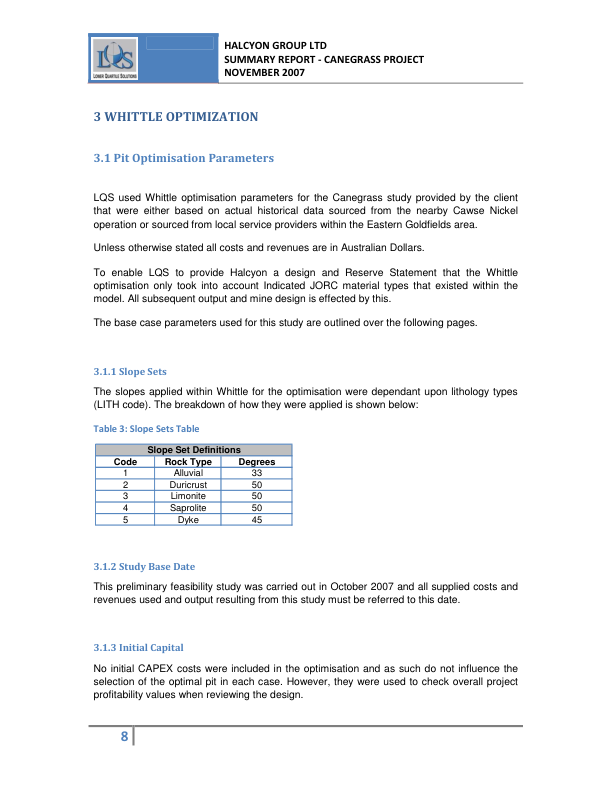 LQS
LOWER QUARTILE SOLUTIONS
HALCYON GROUP LTD
SUMMARY REPORT - CANEGRASS PROJECT
NOVEMBER 2007
3 WHITTLE OPTIMIZATION
3.1 Pit Optimisation Parameters
LQS used Whittle optimisation parameters for the Canegrass study provided by the client
that were either based on actual historical data sourced from the nearby Cawse Nickel
operation or sourced from local service providers within the Eastern Goldfields area.
Unless otherwise stated all costs and revenues are in Australian Dollars.
To enable LQS to provide Halcyon a design and Reserve Statement that the Whittle
optimisation only took into account Indicated JORC material types that existed within the
model. All subsequent output and mine design is effected by this.
The base case parameters used for this study are outlined over the following pages.
3.1.1 Slope Sets
The slopes applied within Whittle for the optimisation were dependant upon lithology types
(LITH code). The breakdown of how they were applied is shown below:
Table 3: Slope Sets Table
Slope Set Definitions
Code Rock Type Degrees
1 Alluvial 33
2 Duricrust 50
3 Limonite 50
4 Saprolite 50
5 Dyke 45
3.1.2 Study Base Date
This preliminary feasibility study was carried out in October 2007 and all supplied costs and
revenues used and output resulting from this study must be referred to this date.
3.1.3 Initial Capital
No initial CAPEX costs were included in the optimisation and as such do not influence the
selection of the optimal pit in each case. However, they were used to check overall project
profitability values when reviewing the design.
8